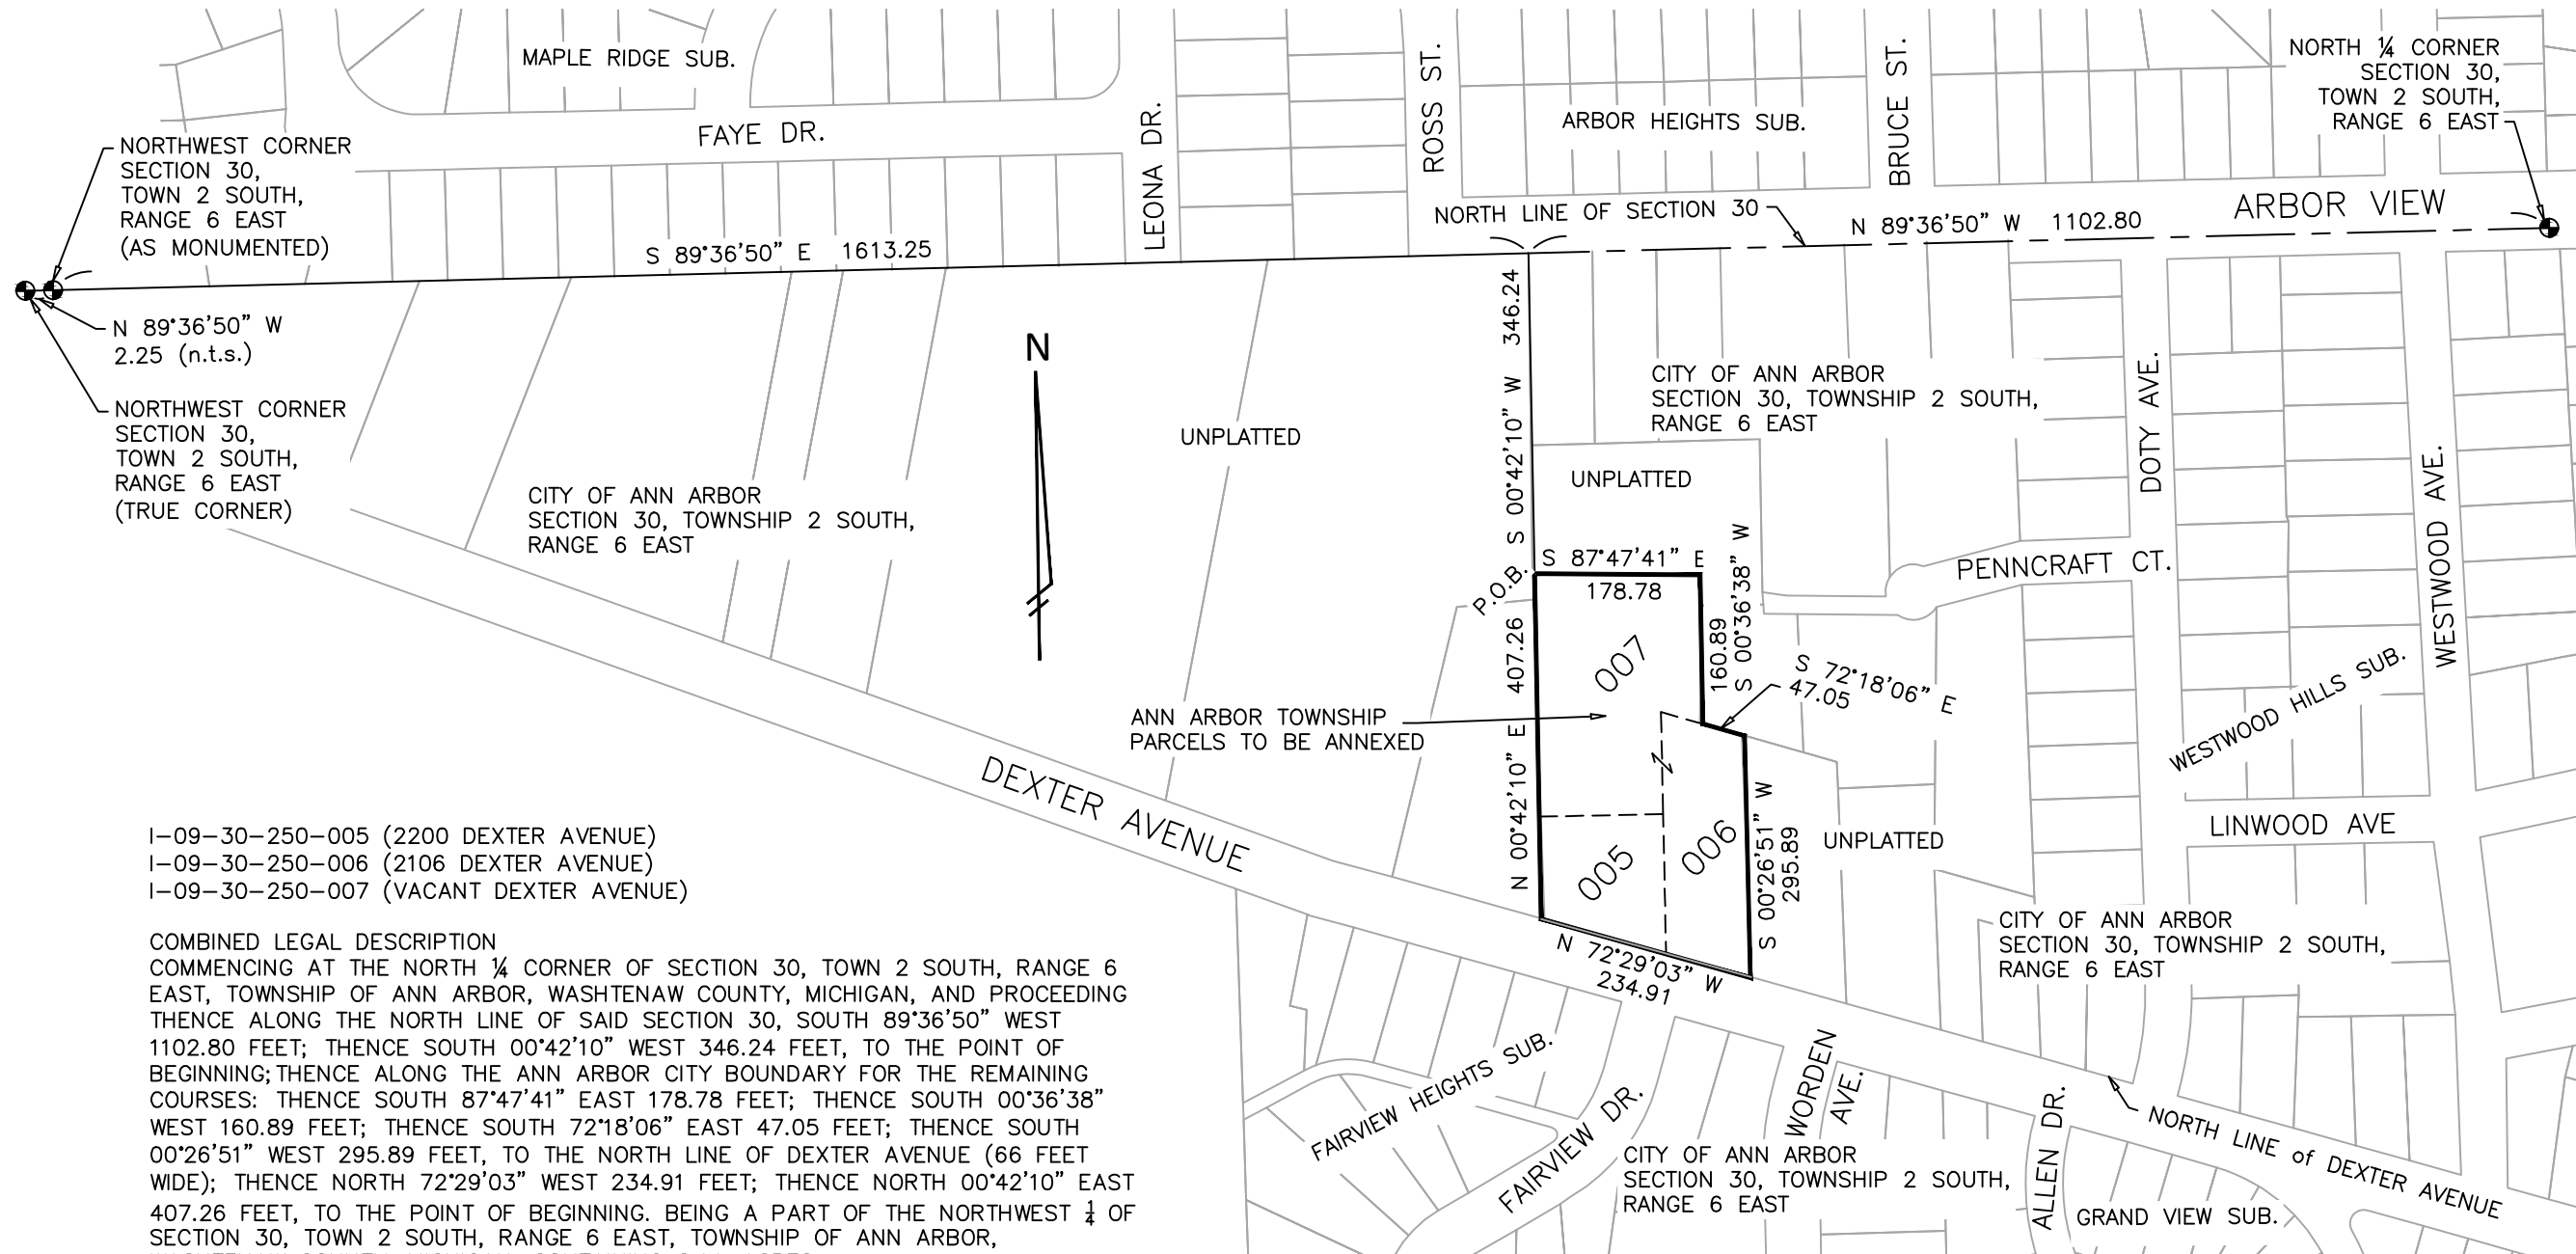 MAPLE RIDGE SUB.
FAYE DR.
LEONA DR.
ROSS ST.
BRUCE ST.
ARBOR HEIGHTS SUB.
NORTH ¼ CORNER
SECTION 30,
TOWN 2 SOUTH,
RANGE 6 EAST
NORTHWEST CORNER
SECTION 30,
TOWN 2 SOUTH,
RANGE 6 EAST
(AS MONUMENTED)
S 89°36'50" E 1613.25
NORTH LINE OF SECTION 30
N 89°36'50" W 1102.80
ARBOR VIEW
N 89°36'50" W
2.25 (n.t.s.)
NORTHWEST CORNER
SECTION 30,
TOWN 2 SOUTH,
RANGE 6 EAST
(TRUE CORNER)
N
UNPLATTED
CITY OF ANN ARBOR
SECTION 30, TOWNSHIP 2 SOUTH,
RANGE 6 EAST
S 00°42'10" W 346.24
CITY OF ANN ARBOR
SECTION 30, TOWNSHIP 2 SOUTH,
RANGE 6 EAST
UNPLATTED
DOTY AVE.
WESTWOOD AVE.
PENNCRAFT CT.
P.O.B.
S 87°47'41" E
178.78
160.89
S 00°36'38" W
S 72°18'06" E
47.05
007
N 00°42'10" E 407.26
ANN ARBOR TOWNSHIP
PARCELS TO BE ANNEXED
005
006
S 00°26'51" W
295.89
UNPLATTED
WESTWOOD HILLS SUB.
LINWOOD AVE
DEXTER AVENUE
N 72°29'03" W
234.91
CITY OF ANN ARBOR
SECTION 30, TOWNSHIP 2 SOUTH,
RANGE 6 EAST
FAIRVIEW HEIGHTS SUB.
FAIRVIEW DR.
WORDEN
AVE.
CITY OF ANN ARBOR
SECTION 30, TOWNSHIP 2 SOUTH,
RANGE 6 EAST
ALLEN DR.
NORTH LINE of DEXTER AVENUE
GRAND VIEW SUB.
I-09-30-250-005 (2200 DEXTER AVENUE)
I-09-30-250-006 (2106 DEXTER AVENUE)
I-09-30-250-007 (VACANT DEXTER AVENUE)
COMBINED LEGAL DESCRIPTION
COMMENCING AT THE NORTH ¼ CORNER OF SECTION 30, TOWN 2 SOUTH, RANGE 6
EAST, TOWNSHIP OF ANN ARBOR, WASHTENAW COUNTY, MICHIGAN, AND PROCEEDING
THENCE ALONG THE NORTH LINE OF SAID SECTION 30, SOUTH 89°36'50" WEST
1102.80 FEET; THENCE SOUTH 00°42'10" WEST 346.24 FEET, TO THE POINT OF
BEGINNING; THENCE ALONG THE ANN ARBOR CITY BOUNDARY FOR THE REMAINING
COURSES: THENCE SOUTH 87°47'41" EAST 178.78 FEET; THENCE SOUTH 00°36'38"
WEST 160.89 FEET; THENCE SOUTH 72°18'06" EAST 47.05 FEET; THENCE SOUTH
00°26'51" WEST 295.89 FEET, TO THE NORTH LINE OF DEXTER AVENUE (66 FEET
WIDE); THENCE NORTH 72°29'03" WEST 234.91 FEET; THENCE NORTH 00°42'10" EAST
407.26 FEET, TO THE POINT OF BEGINNING. BEING A PART OF THE NORTHWEST ¼ OF
SECTION 30, TOWN 2 SOUTH, RANGE 6 EAST, TOWNSHIP OF ANN ARBOR,